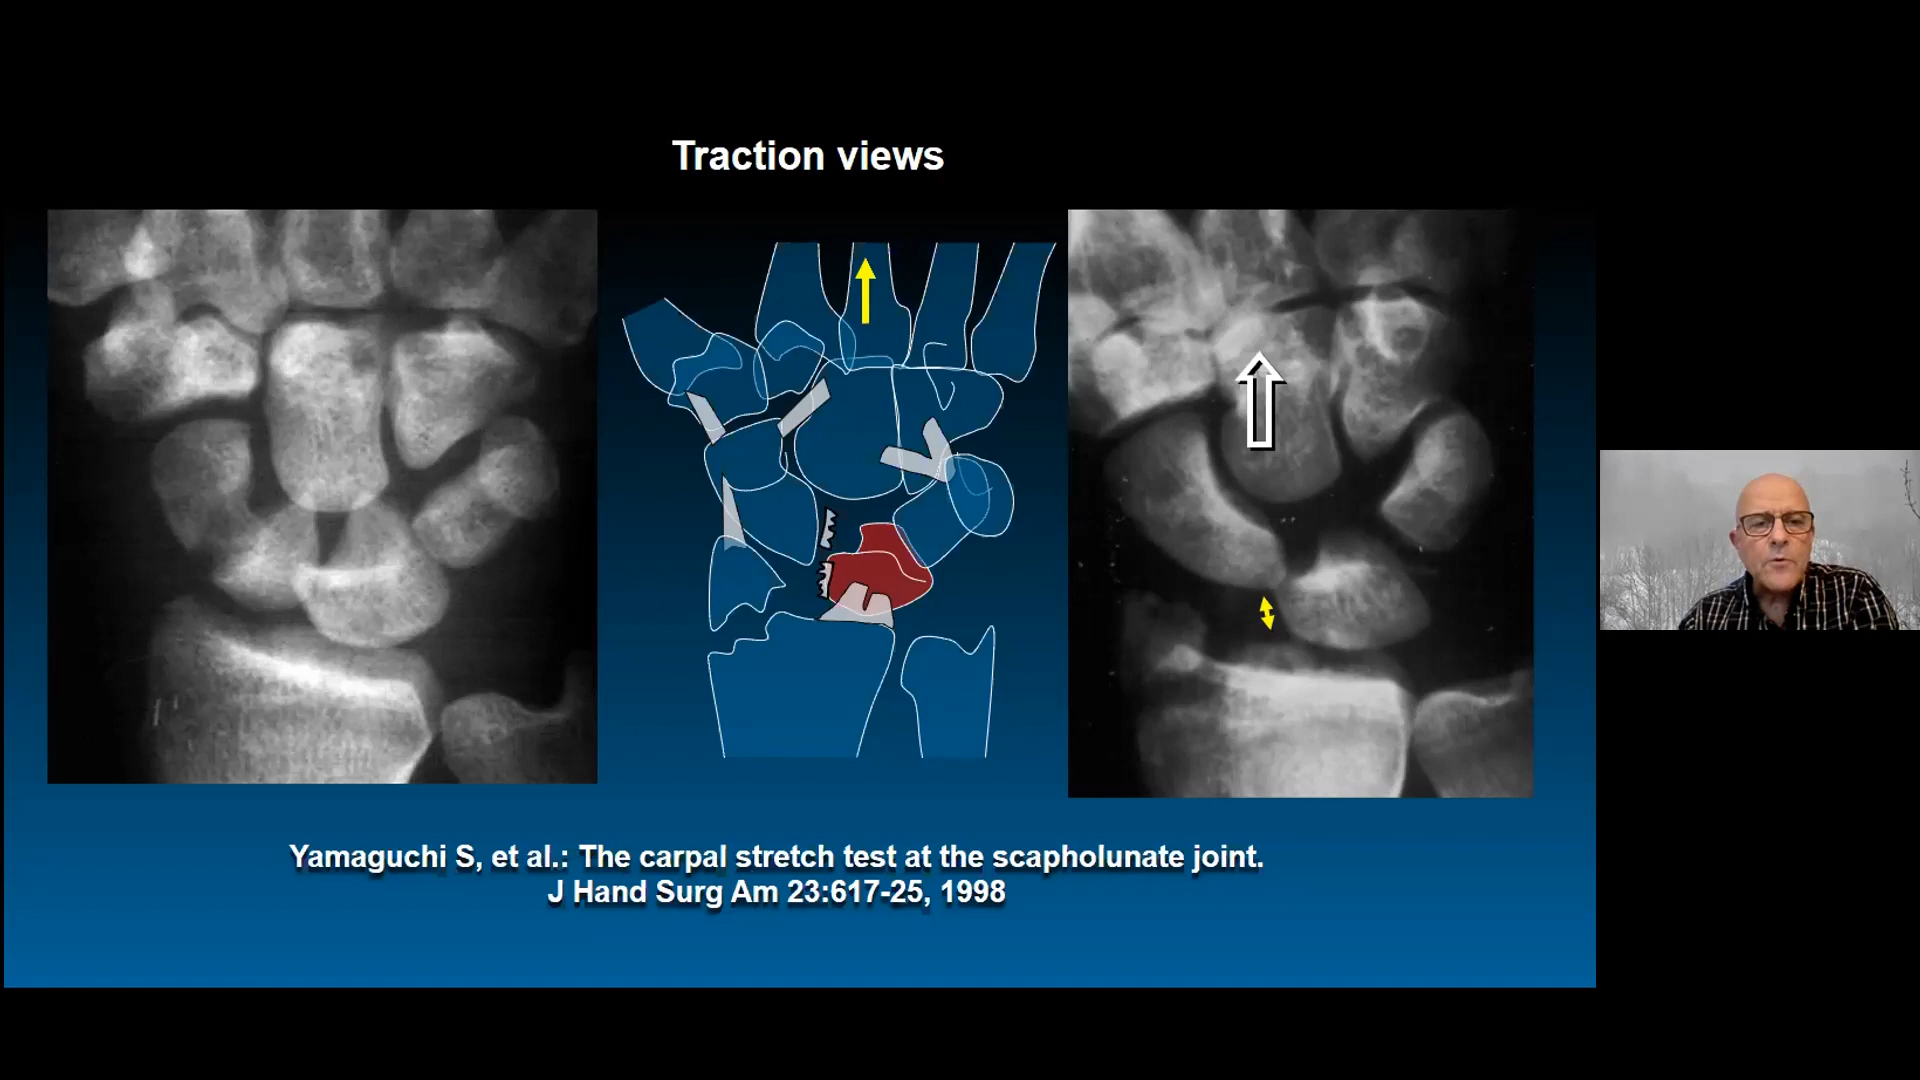 Traction views
Yamaguchi S, et al.: The carpal stretch test at the scapholunate joint.
J Hand Surg Am 23:617-25, 1998